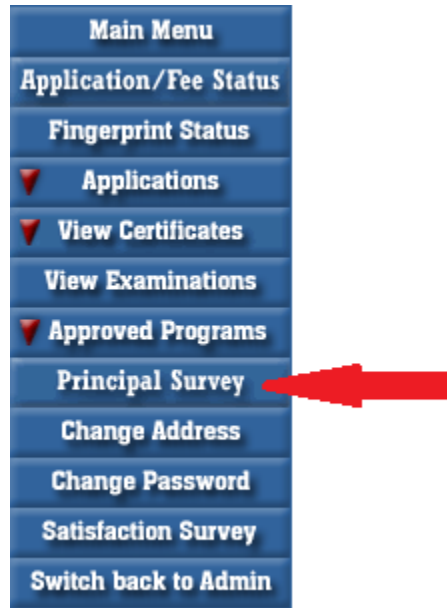 Main Menu
Application/Fee Status
Fingerprint Status
Applications
View Certificates
View Examinations
Approved Programs
Principal Survey
Change Address
Change Password
Satisfaction Survey
Switch back to Admin